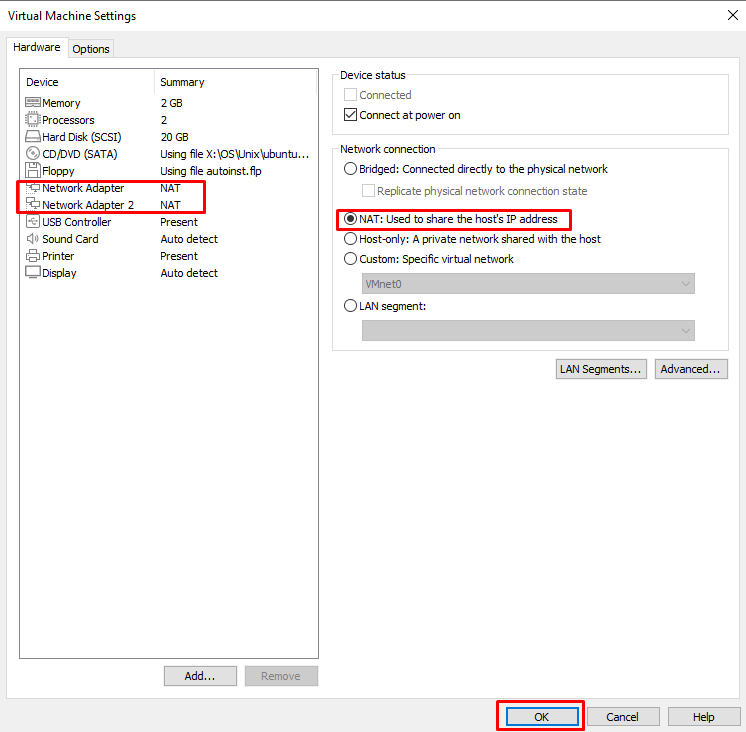 Virtual Machine Settings
Hardware Options
Device Summary
Memory 2 GB
Processors 2
Hard Disk (SCSI) 20 GB
CD/DVD (SATA) Using file X:\OS\Unix\ubuntu...
Floppy Using file autoinst.flp
Network Adapter NAT
Network Adapter 2 NAT
USB Controller Present
Sound Card Auto detect
Printer Present
Display Auto detect
Add... Remove
Device status
Connected
Connect at power on
Network connection
Bridged: Connected directly to the physical network
Replicate physical network connection state
NAT: Used to share the host's IP address
Host-only: A private network shared with the host
Custom: Specific virtual network
VMnet0
LAN segment:
LAN Segments... Advanced...
OK Cancel Help